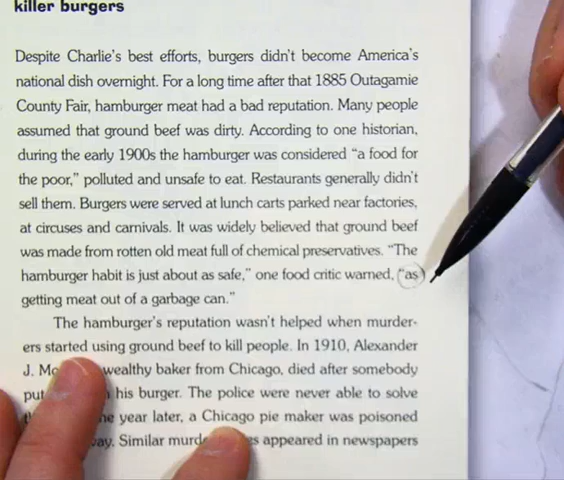 killer burgers
Despite Charlie's best efforts, burgers didn't become America's
national dish overnight. For a long time after that 1885 Outagamie
County Fair, hamburger meat had a bad reputation. Many people
assumed that ground beef was dirty. According to one historian,
during the early 1900s the hamburger was considered “a food for
the poor,” polluted and unsafe to eat. Restaurants generally didn't
sell them. Burgers were served at lunch carts parked near factories,
at circuses and carnivals. It was widely believed that ground beef
was made from rotten old meat full of chemical preservatives. “The
hamburger habit is just about as safe,” one food critic warned, “as
getting meat out of a garbage can.”
The hamburger's reputation wasn't helped when murder-
ers started using ground beef to kill people. In 1910, Alexander
J. wealthy baker from Chicago, died after somebody
put his burger. The police were never able to solve
year later, a Chicago pie maker was poisoned
Similar appeared in newspapers